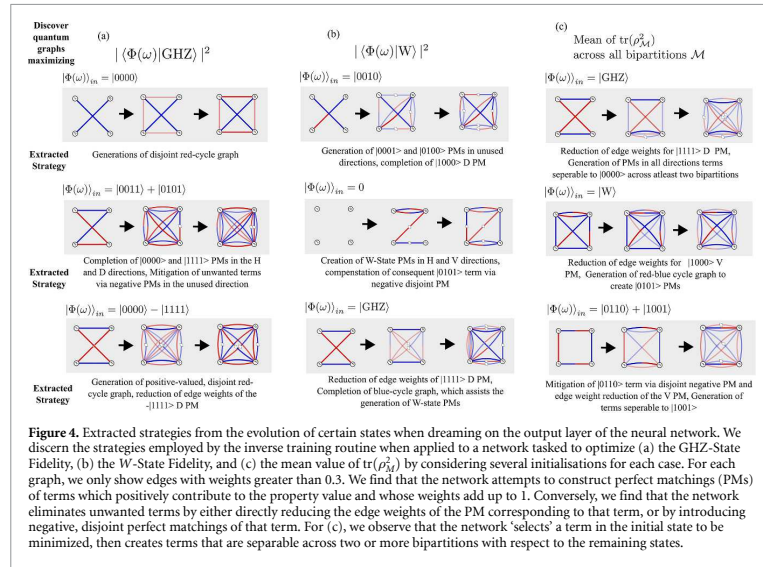 Discover
quantum
graphs
maximizing
(a)
| ⟨Φ(ω)|GHZ⟩ |²
(b)
| ⟨Φ(ω)|W⟩ |²
(c)
Mean of tr(ρ²_M)
across all bipartitions M
|Φ(ω)⟩_in = |0000⟩
Extracted
Strategy
Generations of disjoint red-cycle graph
|Φ(ω)⟩_in = |0010⟩
Generation of |0001> and |0100> PMs in unused
directions, completion of |1000> D PM
|Φ(ω)⟩_in = |GHZ⟩
Reduction of edge weights for |1111> D PM,
Generation of PMs in all directions terms
seperable to |0000> across atleast two bipartitions
|Φ(ω)⟩_in = |0011⟩ + |0101⟩
Extracted
Strategy
Completion of |0000> and |1111> PMs in the H
and D directions, Mitigation of unwanted terms
via negative PMs in the unused direction
|Φ(ω)⟩_in = 0
Creation of W-State PMs in H and V directions,
compenstation of consequent |0101> term via
negative disjoint PM
|Φ(ω)⟩_in = |W⟩
Reduction of edge weights for |1000> V
PM, Generation of red-blue cycle graph to
create |0101> PMs
|Φ(ω)⟩_in = |0000⟩ − |1111⟩
Extracted
Strategy
Generation of positive-valued, disjoint red-
cycle graph, reduction of edge weights of the
-|1111> D PM
|Φ(ω)⟩_in = |GHZ⟩
Reduction of edge weights of |1111> D PM,
Completion of blue-cycle graph, which assists the
generation of W-state PMs
|Φ(ω)⟩_in = |0110⟩ + |1001⟩
Mitigation of |0110> term via disjoint negative PM and
edge weight reduction of the V PM, Generation of
terms seperable to |1001>
Figure 4. Extracted strategies from the evolution of certain states when dreaming on the output layer of the neural network. We
discern the strategies employed by the inverse training routine when applied to a network tasked to optimize (a) the GHZ-State
Fidelity, (b) the W-State Fidelity, and (c) the mean value of tr(ρ²_M) by considering several initialisations for each case. For each
graph, we only show edges with weights greater than 0.3. We find that the network attempts to construct perfect matchings (PMs)
of terms which positively contribute to the property value and whose weights add up to 1. Conversely, we find that the network
eliminates unwanted terms by either directly reducing the edge weights of the PM corresponding to that term, or by introducing
negative, disjoint perfect matchings of that term. For (c), we observe that the network 'selects' a term in the initial state to be
minimized, then creates terms that are separable across two or more bipartitions with respect to the remaining states.